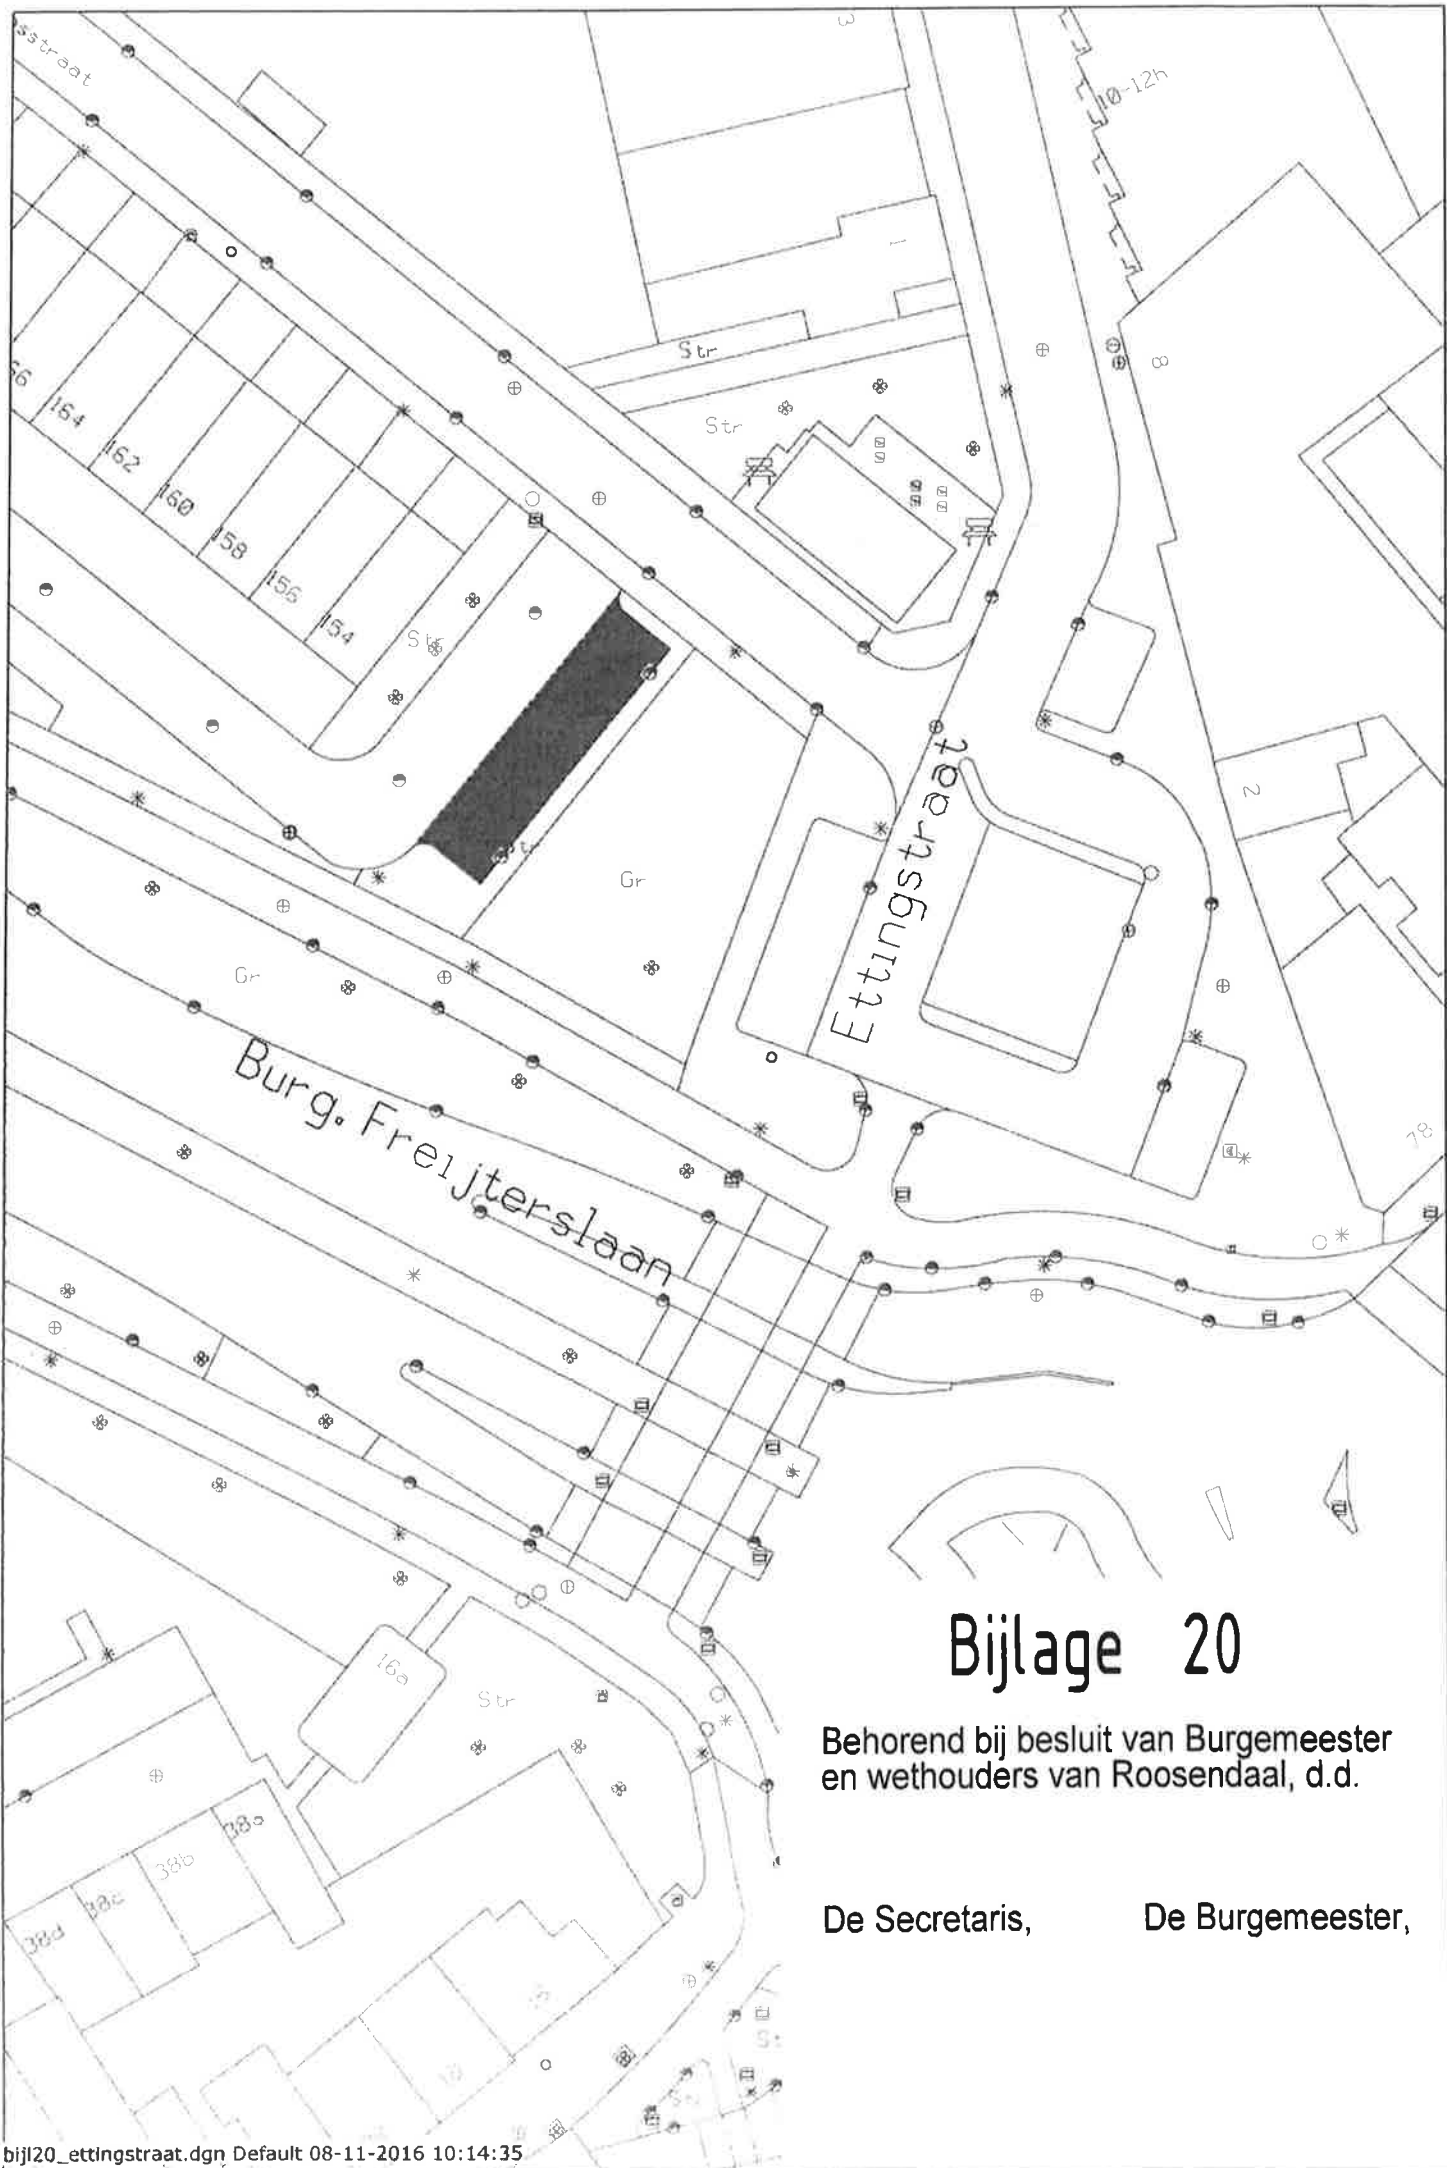 sstraat
3
10-12h
1
Str
8
Str
66
164
162
160
158
156
154
Str
2
Gr
Ettingstraat
Gr
Burg. Freijterslaan
78
Bijlage 20
16a
Str
Behorend bij besluit van Burgemeester
en wethouders van Roosendaal, d.d.
38a
38b
38c
38d
De Secretaris, De Burgemeester,
bijl20_ettingstraat.dgn Default 08-11-2016 10:14:35